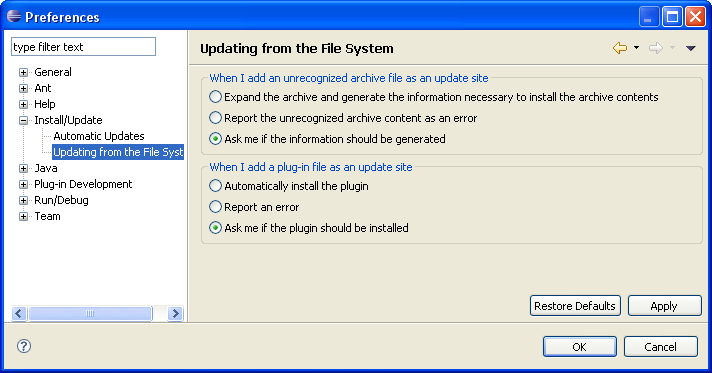 Preferences
type filter text
General
Ant
Help
Install/Update
Automatic Updates
Updating from the File Syst
Java
Plug-in Development
Run/Debug
Team
Updating from the File System
When I add an unrecognized archive file as an update site
Expand the archive and generate the information necessary to install the archive contents
Report the unrecognized archive content as an error
Ask me if the information should be generated
When I add a plug-in file as an update site
Automatically install the plugin
Report an error
Ask me if the plugin should be installed
Restore Defaults
Apply
?
OK
Cancel